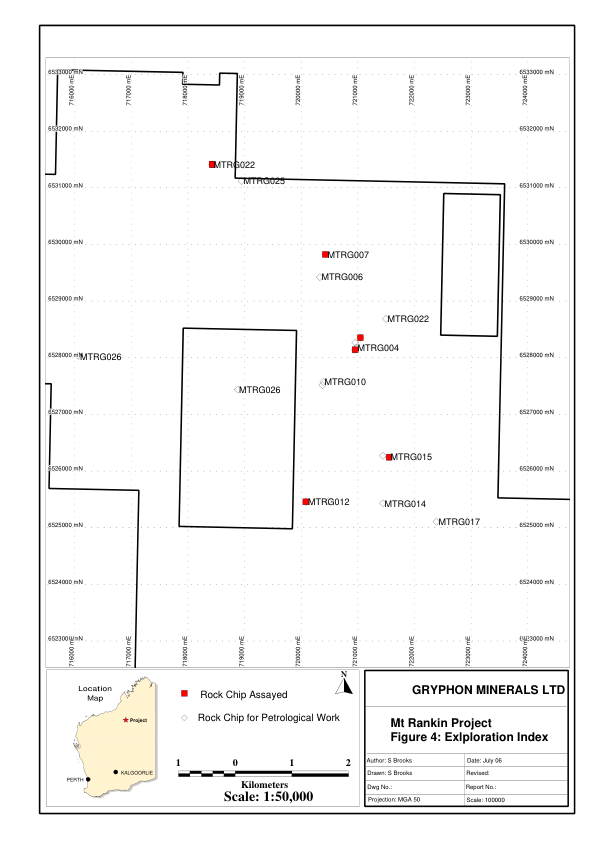 6533000 mN
6533000 mN
716000 mE
717000 mE
718000 mE
719000 mE
720000 mE
721000 mE
722000 mE
723000 mE
724000 mE
6532000 mN
6532000 mN
MTRG022
MTRG025
6531000 mN
6531000 mN
6530000 mN
6530000 mN
MTRG007
MTRG006
6529000 mN
6529000 mN
MTRG022
MTRG004
6528000 mN
6528000 mN
MTRG026
MTRG010
MTRG026
6527000 mN
6527000 mN
MTRG015
6526000 mN
6526000 mN
MTRG012
MTRG014
MTRG017
6525000 mN
6525000 mN
6524000 mN
6524000 mN
6523000 mN
6523000 mN
716000 mE
717000 mE
718000 mE
719000 mE
720000 mE
721000 mE
722000 mE
723000 mE
724000 mE
Location
Map
Project
KALGOORLIE
PERTH
Rock Chip Assayed
Rock Chip for Petrological Work
N
1 0 1 2
Kilometers
Scale: 1:50,000
GRYPHON MINERALS LTD
Mt Rankin Project
Figure 4: Exlploration Index
Author: S Brooks
Date: July 06
Drawn: S Brooks
Revised:
Dwg No.:
Report No.:
Projection: MGA 50
Scale: 100000